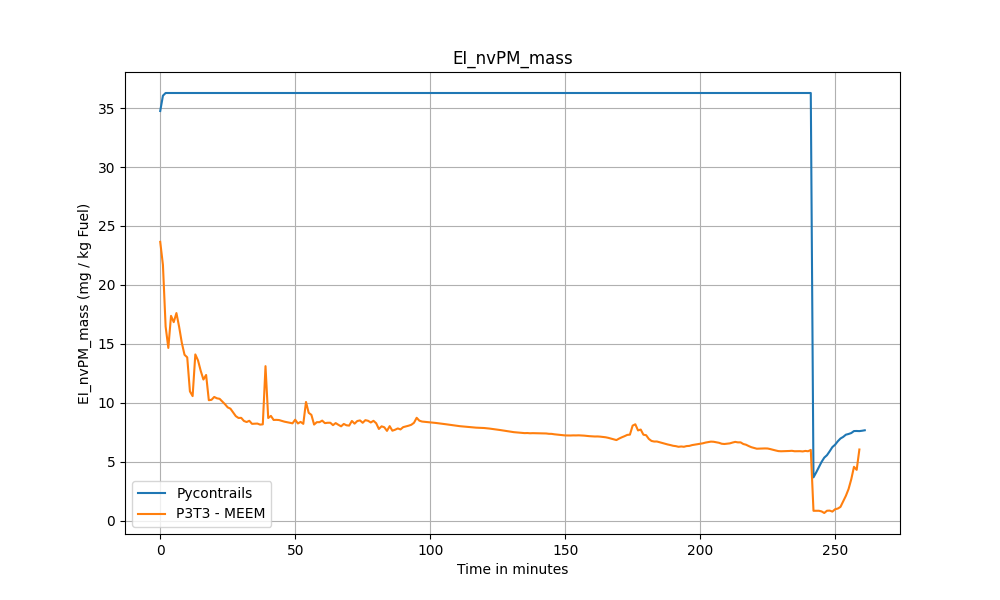 EI_nvPM_mass
EI_nvPM_mass (mg / kg Fuel)
35
30
25
20
15
10
5
0
Pycontrails
P3T3 - MEEM
0 50 100 150 200 250
Time in minutes